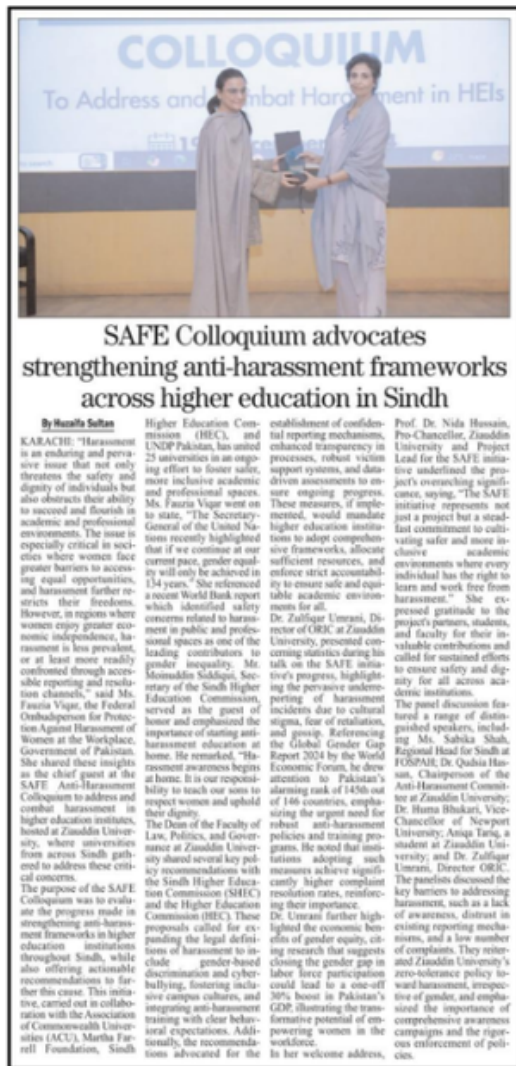 COLLOQUIUM
To Address and Combat Harassment in HEIs
SAFE Colloquium advocates
strengthening anti-harassment frameworks
across higher education in Sindh
By Huzaifa Sultan
KARACHI: "Harassment
is an enduring and perva-
sive issue that not only
threatens the safety and
dignity of individuals but
also obstructs their ability
to succeed and flourish in
academic and professional
environments. The issue is
especially critical in soci-
eties where women face
greater barriers to access-
ing equal opportunities,
and harassment further re-
stricts their freedoms.
However, in regions where
women enjoy greater eco-
nomic independence, ha-
rassment is less prevalent,
or at least more readily
confronted through acces-
sible reporting and resolu-
tion channels," said Ms.
Fauzia Viqar, the Federal
Ombudsperson for Protec-
tion Against Harassment of
Women at the Workplace,
Government of Pakistan.
She shared these insights
as the chief guest at the
SAFE Anti-Harassment
Colloquium to address and
combat harassment in
higher education institutes,
hosted at Ziauddin Univer-
sity, where universities
from across Sindh gath-
ered to address these criti-
cal concerns.
The purpose of the SAFE
Colloquium was to evalu-
ate the progress made in
strengthening anti-harass-
ment frameworks in higher
education institutions
throughout Sindh, while
also offering actionable
recommendations to fur-
ther this cause. This initia-
tive, carried out in collabo-
ration with the Association
of Commonwealth Univer-
sities (ACU), Martha Far-
rell Foundation, Sindh
Higher Education Com-
mission (HEC), and
UNDP Pakistan, has united
25 universities in an ongo-
ing effort to foster safer,
more inclusive academic
and professional spaces.
Ms. Fauzia Viqar went on
to state, "The Secretary-
General of the United Na-
tions recently highlighted
that if we continue at our
current pace, gender equal-
ity will only be achieved in
134 years." She referenced
a recent World Bank report
which identified safety
concerns related to harass-
ment in public and profes-
sional spaces as one of the
leading contributors to
gender inequality. Mr.
Moinuddin Siddiqui, Sec-
retary of the Sindh Higher
Education Commission,
served as the guest of
honor and emphasized the
importance of starting anti-
harassment education at
home. He remarked, "Ha-
rassment awareness begins
at home. It is our responsi-
bility to teach our sons to
respect women and uphold
their dignity.
The Dean of the Faculty of
Law, Politics, and Gover-
nance at Ziauddin Univer-
sity shared several key pol-
icy recommendations with
the Sindh Higher Educa-
tion Commission (SHEC)
and the Higher Education
Commission (HEC). These
proposals called for ex-
panding the legal defini-
tions of harassment to in-
clude gender-based
discrimination and cyber-
bullying, fostering inclu-
sive campus cultures, and
integrating anti-harassment
training with clear behav-
ioral expectations. Addi-
tionally, the recommenda-
tions advocated for the
establishment of confiden-
tial reporting mechanisms,
enhanced transparency in
processes, robust victim
support systems, and data-
driven assessments to en-
sure ongoing progress.
These measures, if imple-
mented, would mandate
higher education institu-
tions to adopt comprehen-
sive frameworks, allocate
sufficient resources, and
enforce strict accountabil-
ity to ensure safe and equi-
table academic environ-
ments for all.
Dr. Zulfiqar Umrani, Di-
rector of ORIC at Ziauddin
University, presented con-
cerning statistics during his
talk on the SAFE initia-
tive's progress, highlight-
ing the pervasive underre-
porting of harassment
incidents due to cultural
stigma, fear of retaliation,
and gossip. Referencing
the Global Gender Gap
Report 2024 by the World
Economic Forum, he drew
attention to Pakistan's
alarming rank of 145th out
of 146 countries, empha-
sizing the urgent need for
robust anti-harassment
policies and training pro-
grams. He noted that insti-
tutions adopting such
measures achieve signifi-
cantly higher complaint
resolution rates, reinforc-
ing their importance.
Dr. Umrani further high-
lighted the economic ben-
efits of gender equity, cit-
ing research that suggests
closing the gender gap in
labor force participation
could lead to a one-off
30% boost in Pakistan's
GDP, illustrating the trans-
formative potential of em-
powering women in the
workforce.
In her welcome address,
Prof. Dr. Nida Hussain,
Pro-Chancellor, Ziauddin
University and Project
Lead for the SAFE initia-
tive underlined the pro-
ject's overarching signifi-
cance, saying, "The SAFE
initiative represents not
just a project but a stead-
fast commitment to culti-
vating safer and more in-
clusive academic
environments where every
individual has the right to
learn and work free from
harassment." She ex-
pressed gratitude to the
project's partners, students,
and faculty for their in-
valuable contributions and
called for sustained efforts
to ensure safety and dig-
nity for all across aca-
demic institutions.
The panel discussion fea-
tured a range of distin-
guished speakers, includ-
ing Ms. Sabika Shah,
Regional Head for Sindh at
FOSPAH; Dr. Qudsia Has-
san, Chairperson of the
Anti-Harassment Commit-
tee at Ziauddin University;
Dr. Huma Bhukari, Vice-
Chancellor of Newport
University; Aniqa Tariq, a
student at Ziauddin Uni-
versity; and Dr. Zulfiqar
Umrani, Director ORIC.
The panelists discussed the
key barriers to addressing
harassment, such as a lack
of awareness, distrust in
existing reporting mecha-
nisms, and a low number
of complaints. They reiter-
ated Ziauddin University's
zero-tolerance policy to-
ward harassment, irrespec-
tive of gender, and empha-
sized the importance of
comprehensive awareness
campaigns and the rigor-
ous enforcement of poli-
cies.